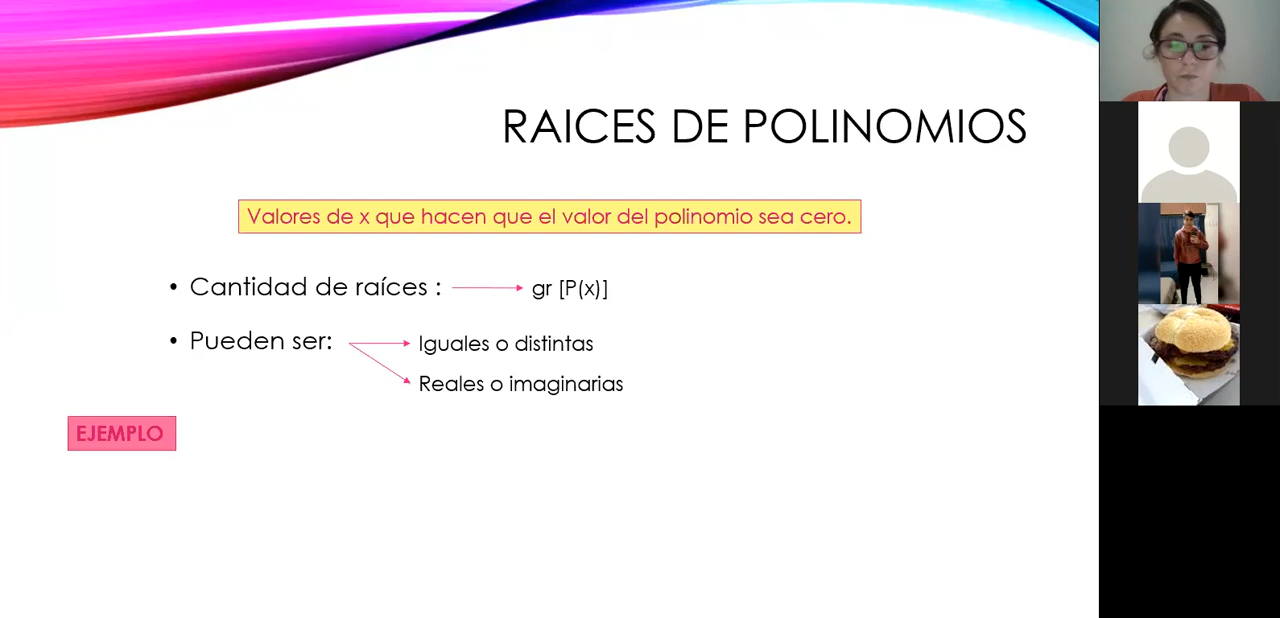 RAICES DE POLINOMIOS
Valores de x que hacen que el valor del polinomio sea cero.
• Cantidad de raíces : gr [P(x)]
• Pueden ser: Iguales o distintas
Reales o imaginarias
EJEMPLO